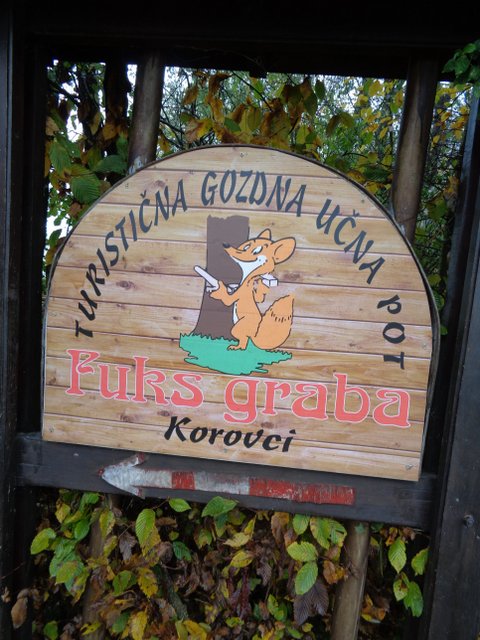 TURISTIČNA GOZDNA UČNA POT
Fuks graba
Korovci